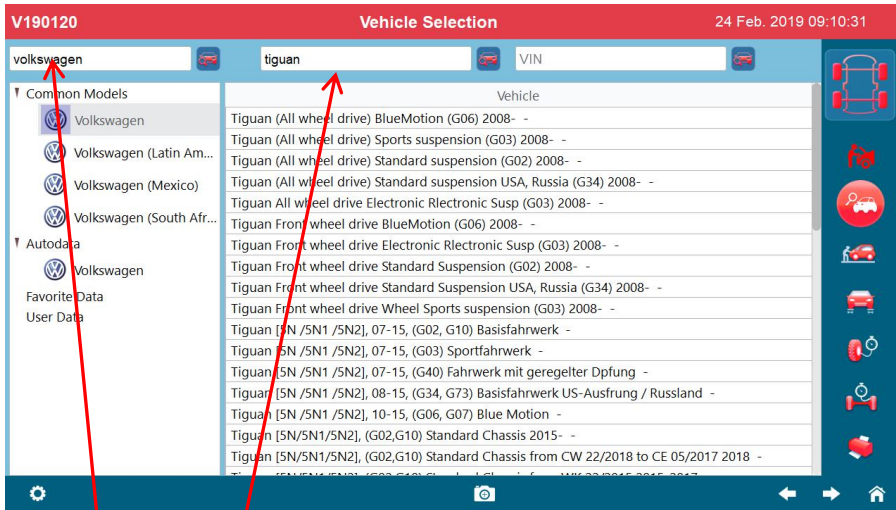 V190120 Vehicle Selection 24 Feb. 2019 09:10:31
volkswagen tiguan VIN
Common Models
Volkswagen
Volkswagen (Latin Am...
Volkswagen (Mexico)
Volkswagen (South Afr...
Autodata
Volkswagen
Favorite Data
User Data
Vehicle
Tiguan (All wheel drive) BlueMotion (G06) 2008- -
Tiguan (All wheel drive) Sports suspension (G03) 2008- -
Tiguan (All wheel drive) Standard suspension (G02) 2008- -
Tiguan (All wheel drive) Standard suspension USA, Russia (G34) 2008- -
Tiguan All wheel drive Electronic Rlectronic Susp (G03) 2008- -
Tiguan Front wheel drive BlueMotion (G06) 2008- -
Tiguan Front wheel drive Electronic Rlectronic Susp (G03) 2008- -
Tiguan Front wheel drive Standard Suspension (G02) 2008- -
Tiguan Front wheel drive Standard Suspension USA, Russia (G34) 2008- -
Tiguan Front wheel drive Wheel Sports suspension (G03) 2008- -
Tiguan [5N /5N1 /5N2], 07-15, (G02, G10) Basisfahrwerk -
Tiguan [5N /5N1 /5N2], 07-15, (G03) Sportfahrwerk -
Tiguan [5N /5N1 /5N2], 07-15, (G40) Fahrwerk mit geregelter Dpfung -
Tiguan [5N /5N1 /5N2], 08-15, (G34, G73) Basisfahrwerk US-Ausfrung / Russland -
Tiguan [5N /5N1 /5N2], 10-15, (G06, G07) Blue Motion -
Tiguan [5N/5N1/5N2], (G02,G10) Standard Chassis 2015- -
Tiguan [5N/5N1/5N2], (G02,G10) Standard Chassis from CW 22/2018 to CE 05/2017 2018 -